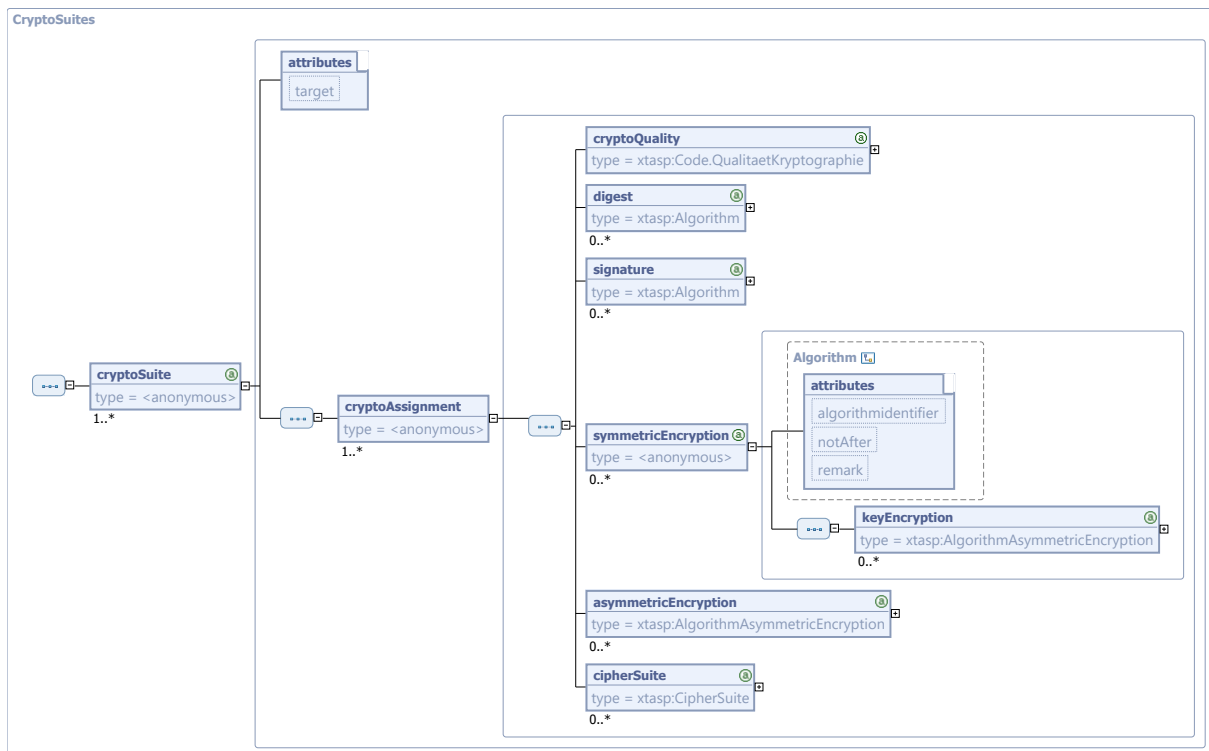 CryptoSuites
attributes
target
cryptoQuality
type = xtasp:Code.QualitaetKryptographie
digest
type = xtasp:Algorithm
0..*
signature
type = xtasp:Algorithm
0..*
cryptoSuite
type = <anonymous>
1..*
cryptoAssignment
type = <anonymous>
1..*
symmetricEncryption
type = <anonymous>
0..*
Algorithm
attributes
algorithmidentifier
notAfter
remark
keyEncryption
type = xtasp:AlgorithmAsymmetricEncryption
0..*
asymmetricEncryption
type = xtasp:AlgorithmAsymmetricEncryption
0..*
cipherSuite
type = xtasp:CipherSuite
0..*